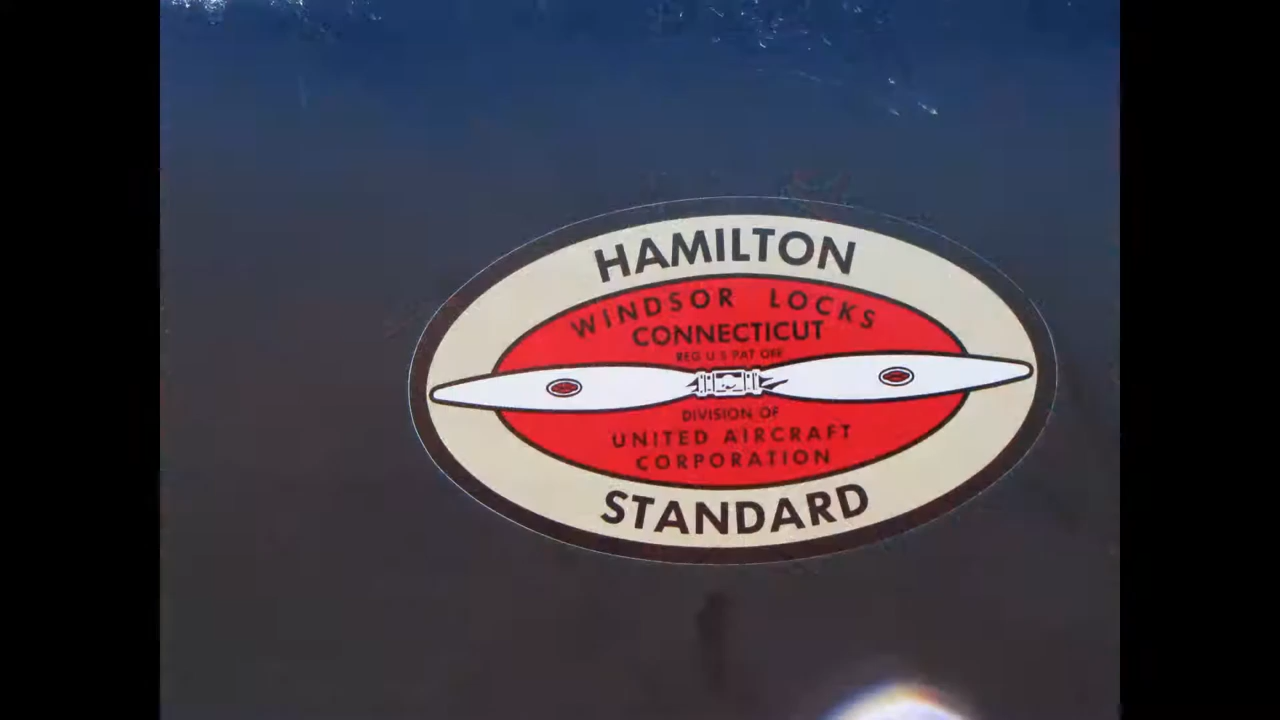 HAMILTON
WINDSOR LOCKS
CONNECTICUT
REG U S PAT OFF
DIVISION OF
UNITED AIRCRAFT
CORPORATION
STANDARD